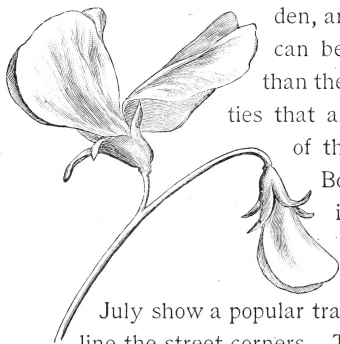 den, ar
can be
than the
ties that a
of th
Bo
i
July show a popular tra
line the street corners. T